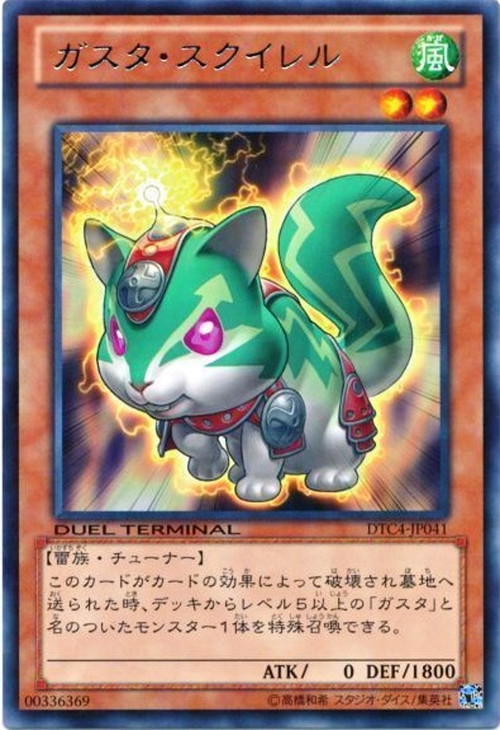 ガスタ・スクイレル
風
DUEL TERMINAL
DTC4-JP041
【雷族・チューナー】
このカードがカードの効果によって破壊され墓地へ
送られた時、デッキからレベル5以上の「ガスタ」と
名のついたモンスター1体を特殊召喚できる。
ATK/ 0 DEF/1800
00336369
©高橋和希 スタジオ・ダイス/集英社